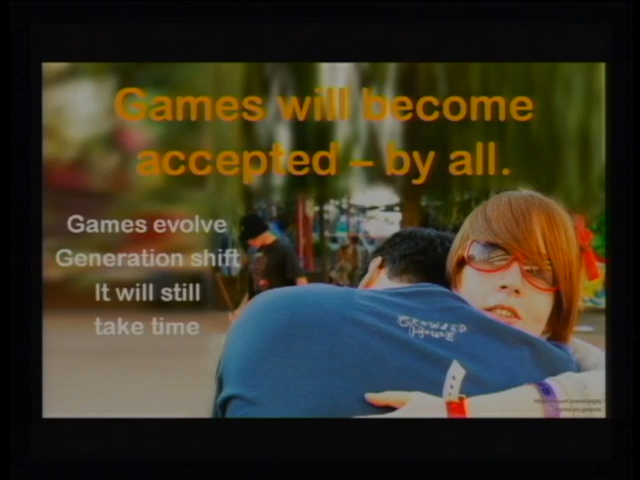 Games will become
accepted – by all.
Games evolve
Generation shift
It will still
take time